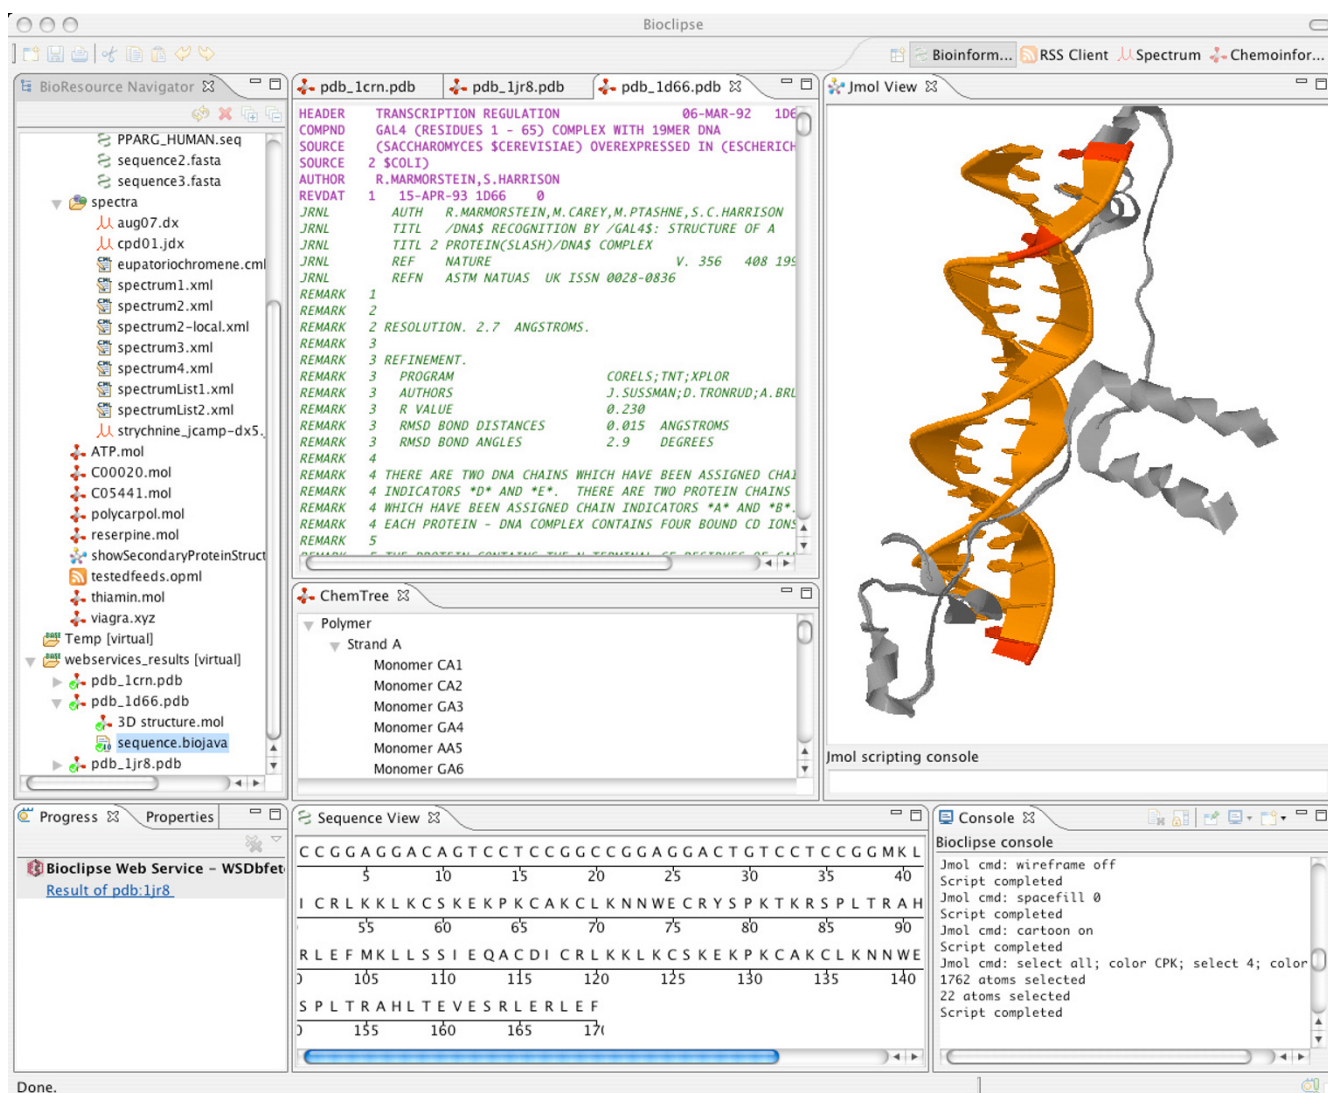 Bioclipse
Bioinform... RSS Client Spectrum Chemoinfor...
BioResource Navigator
PPARG_HUMAN.seq
sequence2.fasta
sequence3.fasta
spectra
aug07.dx
cpd01.jdx
eupatoriochromene.cml
spectrum1.xml
spectrum2.xml
spectrum2-local.xml
spectrum3.xml
spectrum4.xml
spectrumList1.xml
spectrumList2.xml
strychnine_jcamp-dx5.
ATP.mol
C00020.mol
C05441.mol
polycarpol.mol
reserpine.mol
showSecondaryProteinStruct
testedfeeds.opml
thiamin.mol
viagra.xyz
Temp [virtual]
webservices_results [virtual]
pdb_1crn.pdb
pdb_1d66.pdb
3D structure.mol
sequence.biojava
pdb_1jr8.pdb
pdb_1crn.pdb pdb_1jr8.pdb pdb_1d66.pdb
HEADER TRANSCRIPTION REGULATION 06-MAR-92 1D6
COMPND GAL4 (RESIDUES 1 - 65) COMPLEX WITH 19MER DNA
SOURCE (SACCHAROMYCES $CEREVISIAE) OVEREXPRESSED IN (ESCHERICH
SOURCE 2 $COLI)
AUTHOR R.MARMORSTEIN,S.HARRISON
REVDAT 1 15-APR-93 1D66 0
JRNL AUTH R.MARMORSTEIN,M.CAREY,M.PTASHNE,S.C.HARRISON
JRNL TITL /DNA$ RECOGNITION BY /GAL4$: STRUCTURE OF A
JRNL TITL 2 PROTEIN(SLASH)/DNA$ COMPLEX
JRNL REF NATURE V. 356 408 199
JRNL REFN ASTM NATUAS UK ISSN 0028-0836
REMARK 1
REMARK 2
REMARK 2 RESOLUTION. 2.7 ANGSTROMS.
REMARK 3
REMARK 3 REFINEMENT.
REMARK 3 PROGRAM CORELS;TNT;XPLOR
REMARK 3 AUTHORS J.SUSSMAN;D.TRONRUD;A.BRU
REMARK 3 R VALUE 0.230
REMARK 3 RMSD BOND DISTANCES 0.015 ANGSTROMS
REMARK 3 RMSD BOND ANGLES 2.9 DEGREES
REMARK 4
REMARK 4 THERE ARE TWO DNA CHAINS WHICH HAVE BEEN ASSIGNED CHAI
REMARK 4 INDICATORS *D* AND *E*. THERE ARE TWO PROTEIN CHAINS
REMARK 4 WHICH HAVE BEEN ASSIGNED CHAIN INDICATORS *A* AND *B*.
REMARK 4 EACH PROTEIN - DNA COMPLEX CONTAINS FOUR BOUND CD IONS
REMARK 5
ChemTree
Polymer
Strand A
Monomer CA1
Monomer CA2
Monomer GA3
Monomer GA4
Monomer AA5
Monomer GA6
Jmol View
Jmol scripting console
Progress Properties
Bioclipse Web Service - WSDbfet
Result of pdb:1jr8
Sequence View
C C G G A G G A C A G T C C T C C G G C C G G A G G A C T G T C C T C C G G M K L
5 10 15 20 25 30 35 40
I C R L K K L K C S K E K P K C A K C L K N N W E C R Y S P K T K R S P L T R A H
55 60 65 70 75 80 85 90
R L E F M K L L S S I E Q A C D I C R L K K L K C S K E K P K C A K C L K N N W E
105 110 115 120 125 130 135 140
S P L T R A H L T E V E S R L E R L E F
155 160 165 170
Console
Bioclipse console
Jmol cmd: wireframe off
Script completed
Jmol cmd: spacefill 0
Script completed
Jmol cmd: cartoon on
Script completed
Jmol cmd: select all; color CPK; select 4; color
1762 atoms selected
22 atoms selected
Script completed
Done.